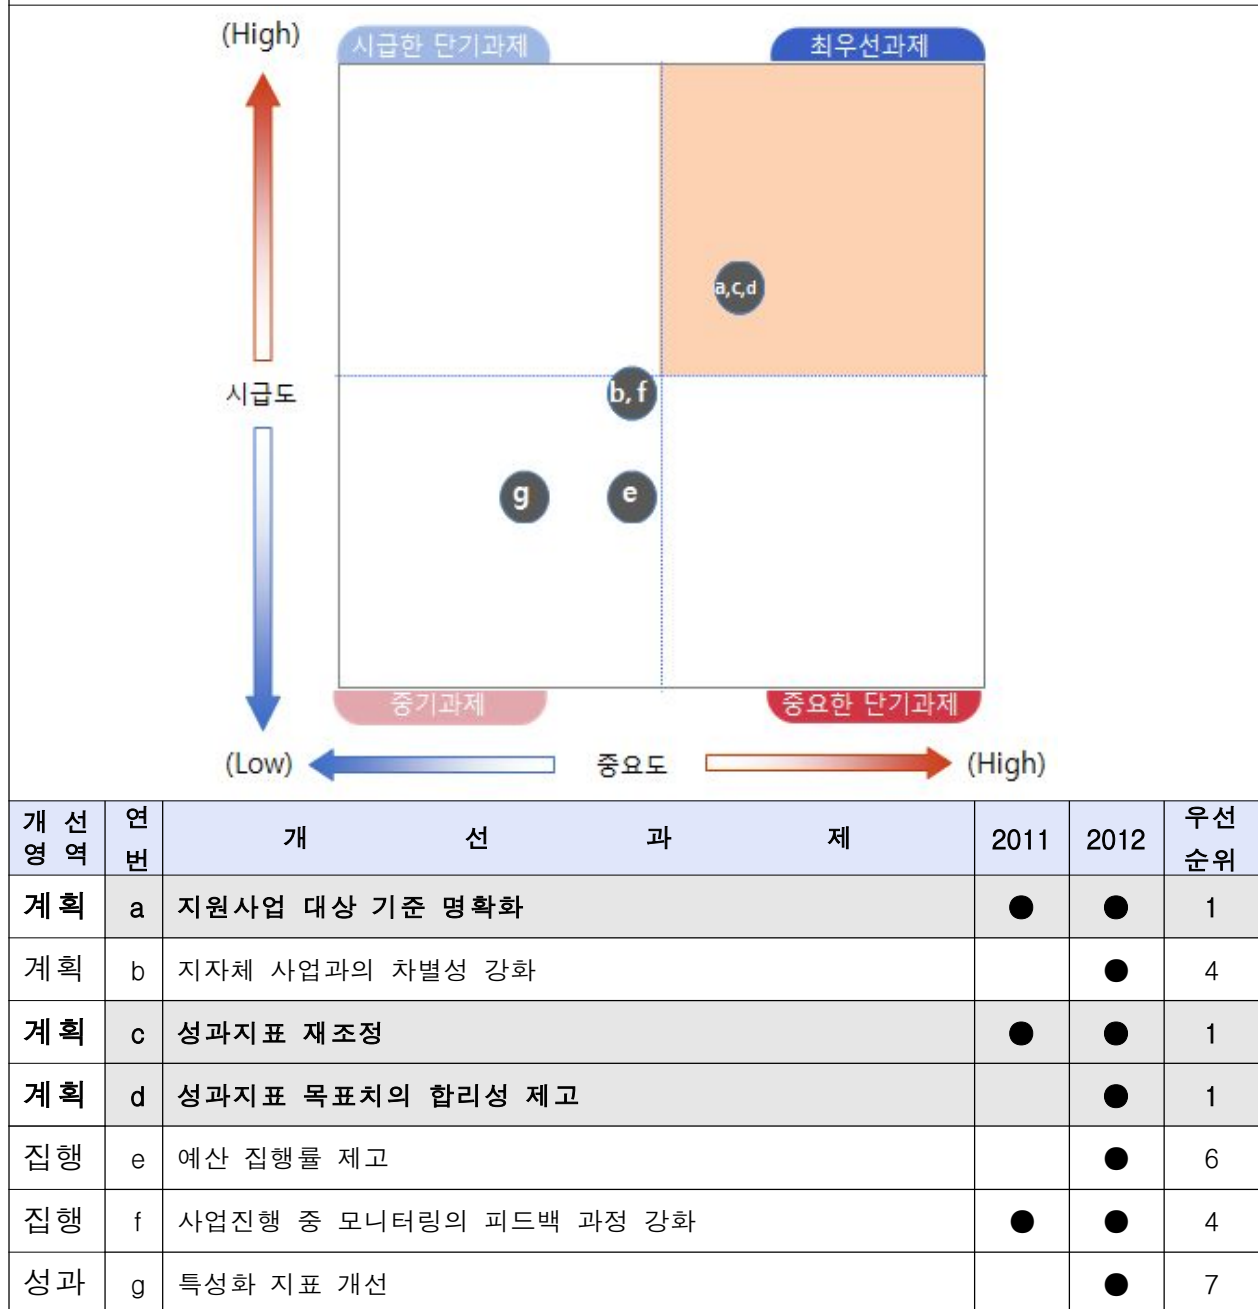 (High)
시급한 단기과제
최우선과제
a,c,d
시급도
b, f
g
e
중기과제
중요한 단기과제
(Low)
중요도
(High)
개 선 영 역 연 번 개 선 과 제 2011 2012 우선 순위
계획 a 지원사업 대상 기준 명확화 ● ● 1
계획 b 지자체 사업과의 차별성 강화 ● 4
계획 c 성과지표 재조정 ● ● 1
계획 d 성과지표 목표치의 합리성 제고 ● 1
집행 e 예산 집행률 제고 ● 6
집행 f 사업진행 중 모니터링의 피드백 과정 강화 ● ● 4
성과 g 특성화 지표 개선 ● 7